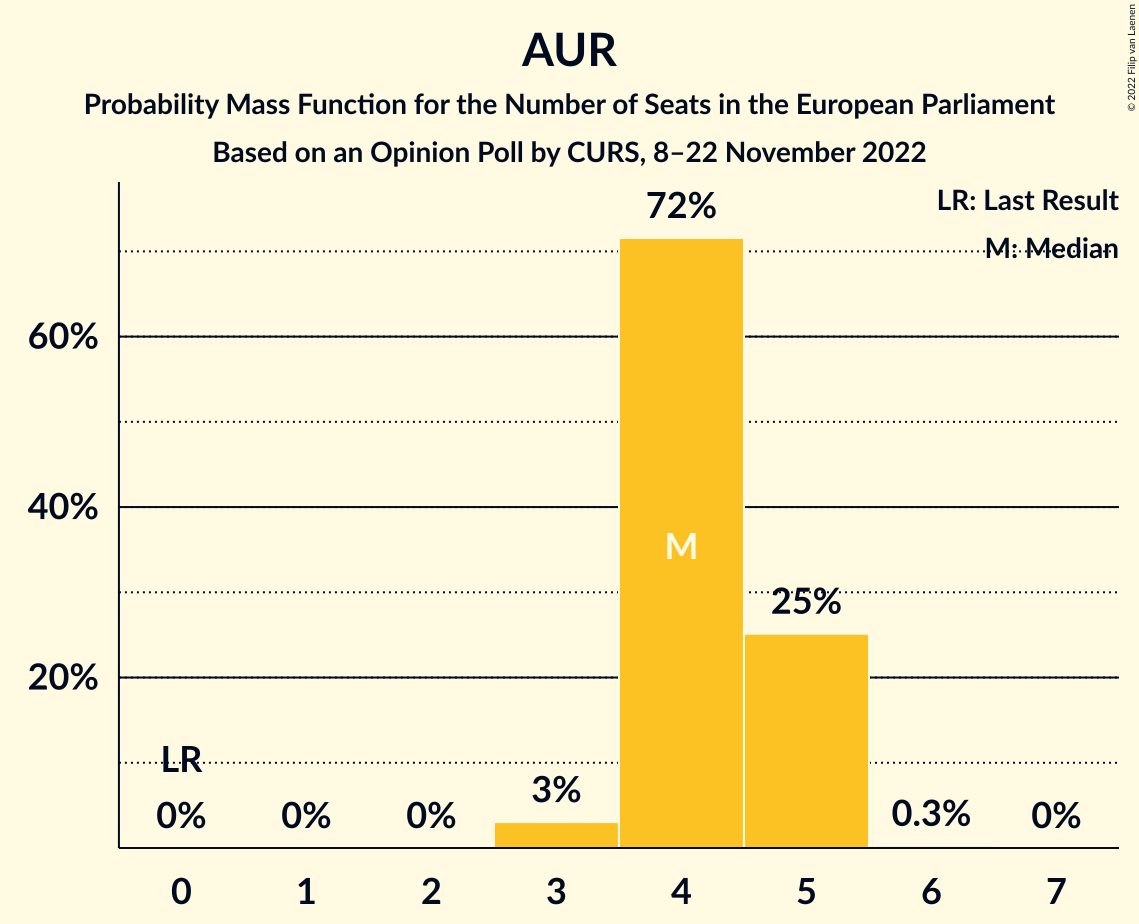 AUR
Probability Mass Function for the Number of Seats in the European Parliament
Based on an Opinion Poll by CURS, 8–22 November 2022
© 2022 Filip van Laenen
LR: Last Result
M: Median
72%
60%
40%
20%
M
25%
LR
0%
0%
0%
3%
0.3%
0%
0 1 2 3 4 5 6 7